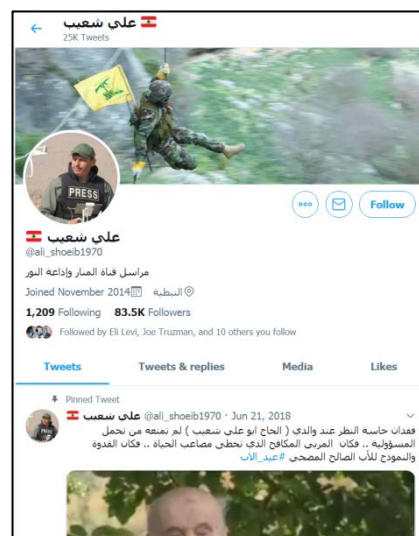 علي شعيب 🇱🇧
25K Tweets
PRESS
Follow
علي شعيب 🇱🇧
@ali_shoeib1970
مراسل قناة المنار وإذاعة النور
النبطية Joined November 2014
1,209 Following 83.5K Followers
Followed by Eli Levi, Joe Truzman, and 10 others you follow
Tweets Tweets & replies Media Likes
Pinned Tweet
علي شعيب 🇱🇧 @ali_shoeib1970 · Jun 21, 2018
فقدان حاسة النظر عند والدي ( الحاج ابو علي شعيب ) لم تمنعه من تحمل
المسؤولية .. فكان المربي المكافح الذي تخطى مصاعب الحياة .. فكان القدوة
والنموذج للأب الصالح المضحي #عيد_الاب